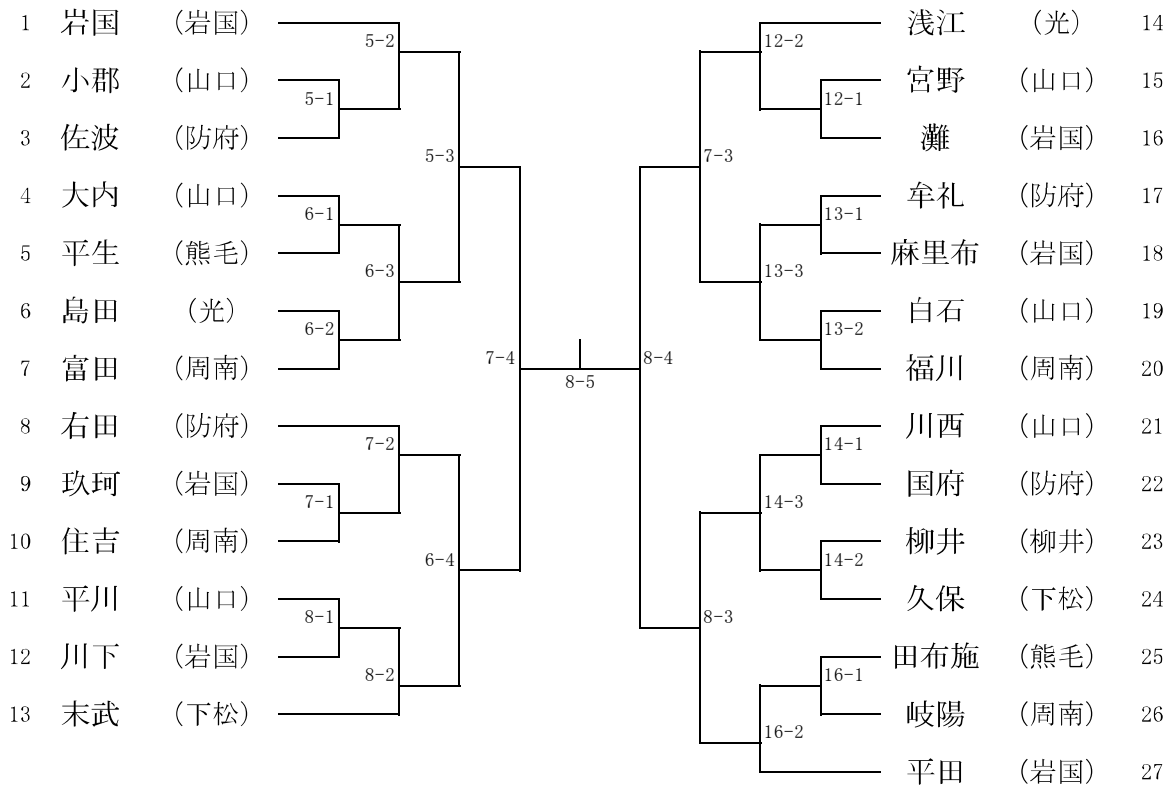 1 岩国 （岩国）
5-2
2 小郡 （山口）
5-1
3 佐波 （防府）
5-3
4 大内 （山口）
6-1
5 平生 （熊毛）
6-3
6 島田 （光）
6-2
7 富田 （周南）
7-4
8 右田 （防府）
7-2
9 玖珂 （岩国）
7-1
10 住吉 （周南）
6-4
11 平川 （山口）
8-1
12 川下 （岩国）
8-2
13 末武 （下松）
8-5
浅江 （光） 14
12-2
宮野 （山口） 15
12-1
灘 （岩国） 16
7-3
牟礼 （防府） 17
13-1
麻里布 （岩国） 18
13-3
白石 （山口） 19
13-2
福川 （周南） 20
8-4
川西 （山口） 21
14-1
国府 （防府） 22
14-3
柳井 （柳井） 23
14-2
久保 （下松） 24
8-3
田布施 （熊毛） 25
16-1
岐陽 （周南） 26
16-2
平田 （岩国） 27